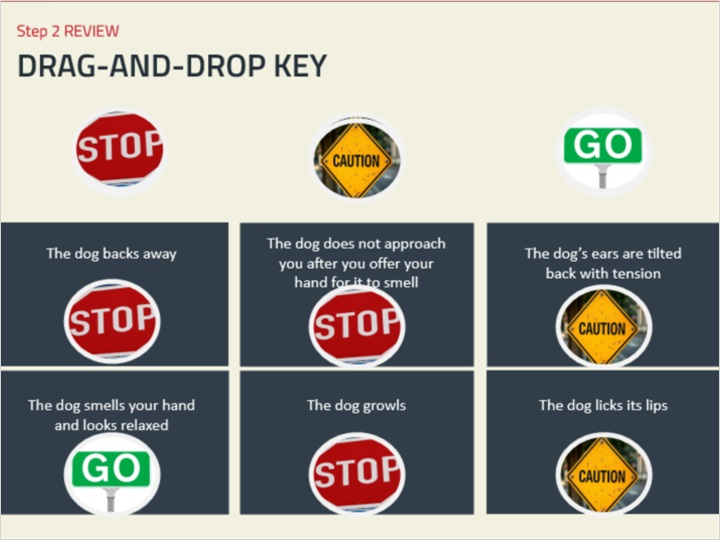 Step 2 REVIEW
DRAG-AND-DROP KEY
STOP
CAUTION
GO
The dog backs away
STOP
The dog does not approach
you after you offer your
hand for it to smell
STOP
The dog’s ears are tilted
back with tension
CAUTION
The dog smells your hand
and looks relaxed
GO
The dog growls
STOP
The dog licks its lips
CAUTION